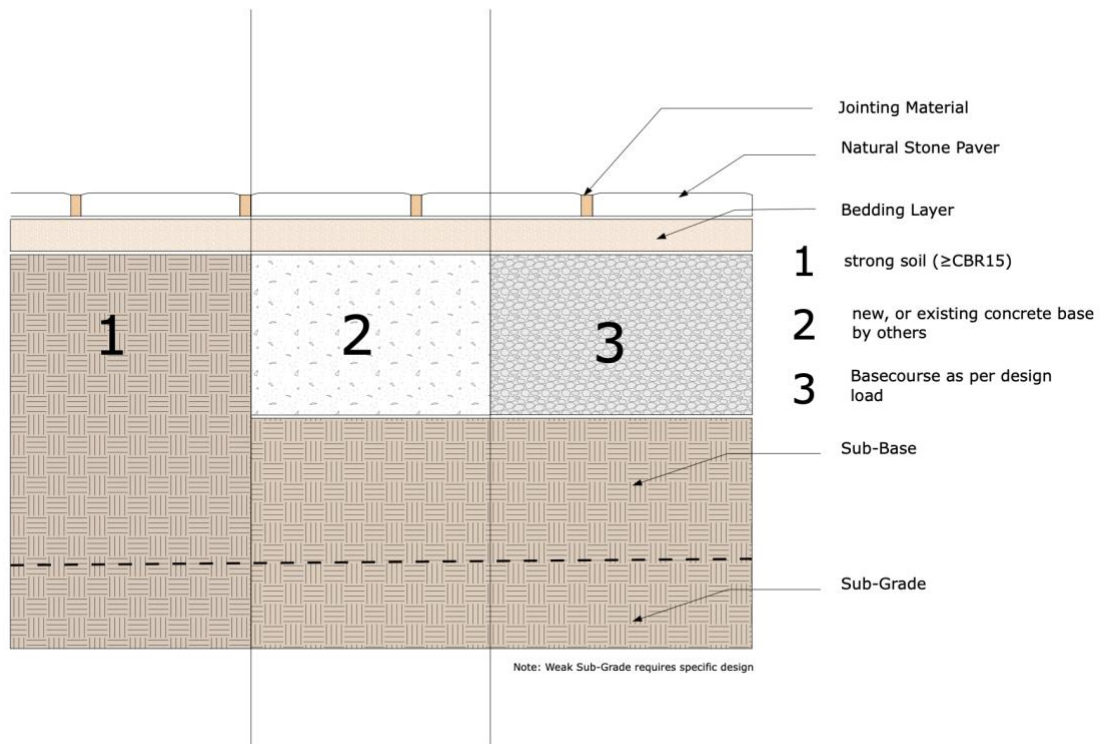 Jointing Material
Natural Stone Paver
Bedding Layer
1 strong soil (≥CBR15)
2 new, or existing concrete base
by others
3 Basecourse as per design
load
1
2
3
Sub-Base
Sub-Grade
Note: Weak Sub-Grade requires specific design